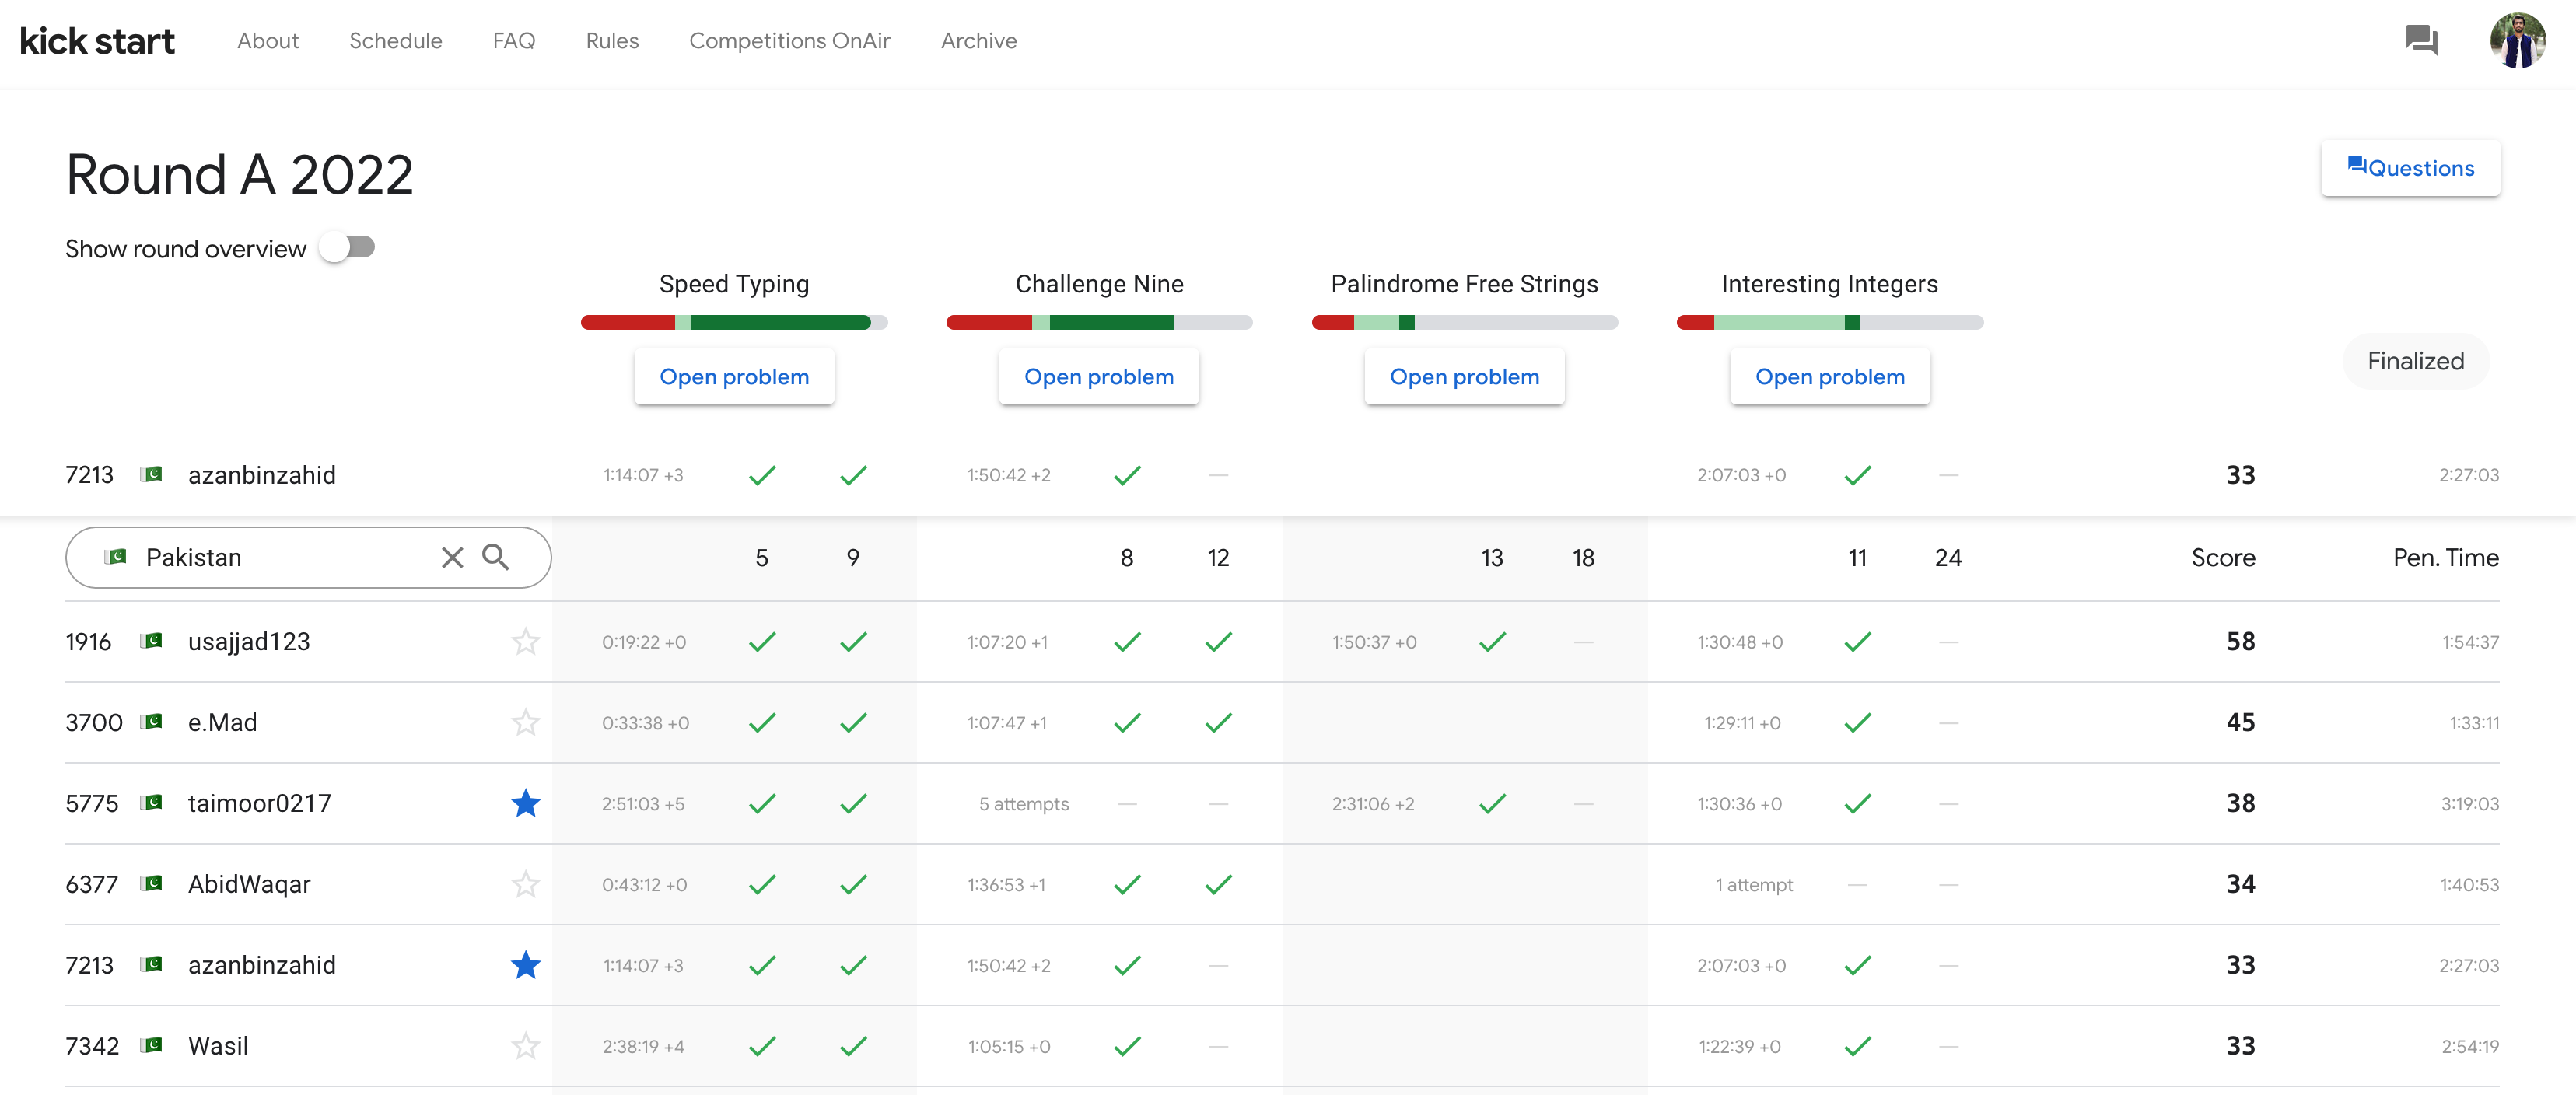 kick start About Schedule FAQ Rules Competitions OnAir Archive
Round A 2022
Questions
Show round overview
Speed Typing Challenge Nine Palindrome Free Strings Interesting Integers
Open problem Open problem Open problem Open problem
Finalized
7213 azanbinzahid 1:14:07 +3 1:50:42 +2 — 2:07:03 +0 — 33 2:27:03
Pakistan 5 9 8 12 13 18 11 24 Score Pen. Time
1916 usajjad123 0:19:22 +0 1:07:20 +1 1:50:37 +0 — 1:30:48 +0 — 58 1:54:37
3700 e.Mad 0:33:38 +0 1:07:47 +1 1:29:11 +0 — 45 1:33:11
5775 taimoor0217 2:51:03 +5 5 attempts — — 2:31:06 +2 — 1:30:36 +0 — 38 3:19:03
6377 AbidWaqar 0:43:12 +0 1:36:53 +1 1 attempt — — 34 1:40:53
7213 azanbinzahid 1:14:07 +3 1:50:42 +2 — 2:07:03 +0 — 33 2:27:03
7342 Wasil 2:38:19 +4 1:05:15 +0 — 1:22:39 +0 — 33 2:54:19